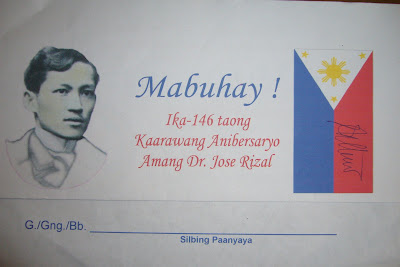 Mabuhay !
Ika-146 taong
Kaarawang Anibersaryo
Amang Dr. Jose Rizal
G./Gng./Bb.
Silbing Paanyaya